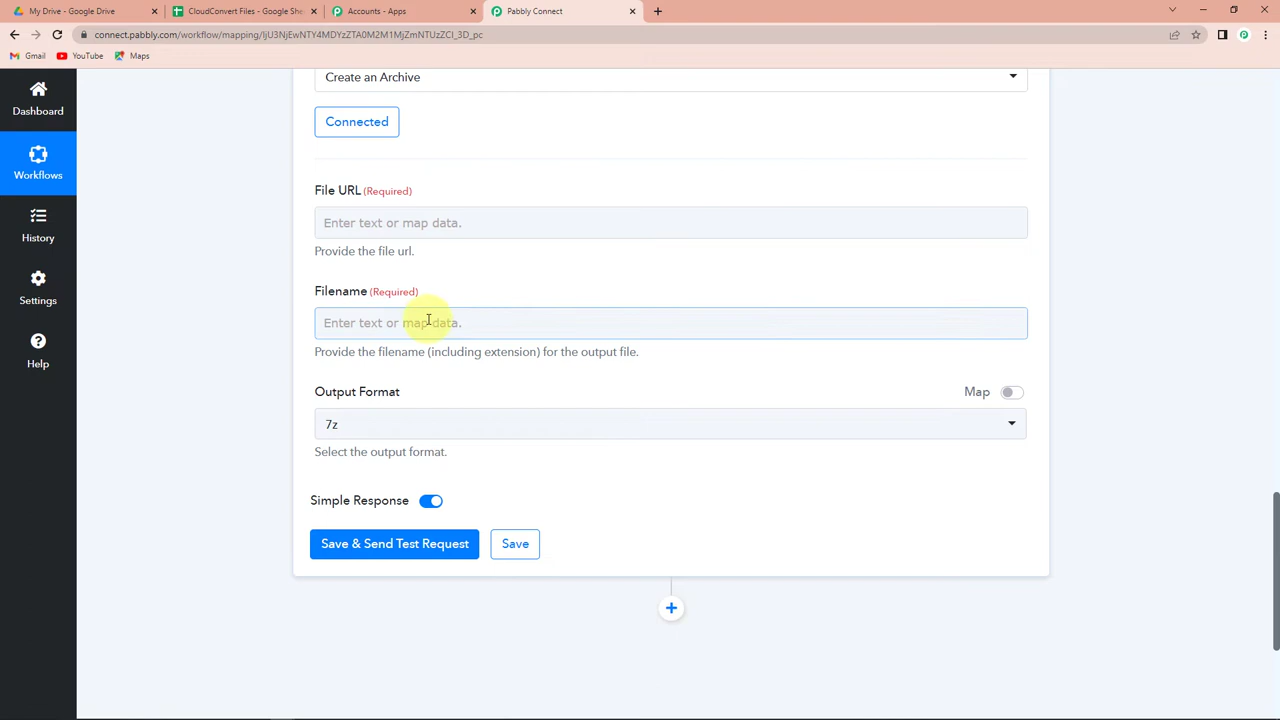 My Drive - Google Drive
CloudConvert Files - Google She
Accounts - Apps
Pabbly Connect
connect.pabbly.com/workflow/mapping/IjU3NjEwNTY4MDYzZTA0M2M1MjZmNTUzZCI_3D_pc
Gmail
YouTube
Maps
Dashboard
Workflows
History
Settings
Help
Create an Archive
Connected
File URL (Required)
Enter text or map data.
Provide the file url.
Filename (Required)
Enter text or map data.
Provide the filename (including extension) for the output file.
Output Format
Map
7z
Select the output format.
Simple Response
Save & Send Test Request
Save